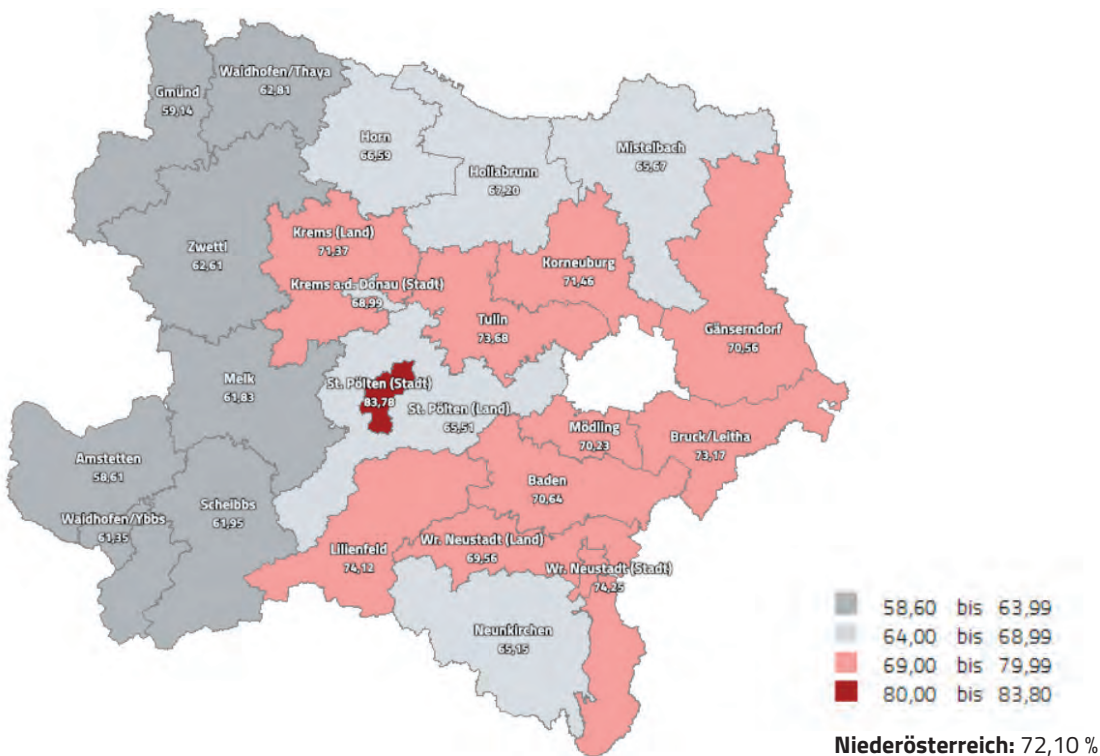 Waidhofen/Thaya
62,81
Gmünd
59,14
Horn
66,59
Mistelbach
65,67
Hollabrunn
67,20
Zwettl
62,61
Krems (Land)
71,37
Krems a.d. Donau (Stadt)
68,99
Korneuburg
71,46
Tulln
73,68
Gänserndorf
70,56
Melk
61,83
St. Pölten (Stadt)
83,78
St. Pölten (Land)
65,51
Mödling
70,23
Bruck/Leitha
73,17
Amstetten
58,61
Baden
70,64
Scheibbs
61,95
Waidhofen/Ybbs
61,35
Wr. Neustadt (Land)
69,56
Lilienfeld
74,12
Wr. Neustadt (Stadt)
74,25
Neunkirchen
65,15
58,60 bis 63,99
64,00 bis 68,99
69,00 bis 79,99
80,00 bis 83,80
Niederösterreich: 72,10 %